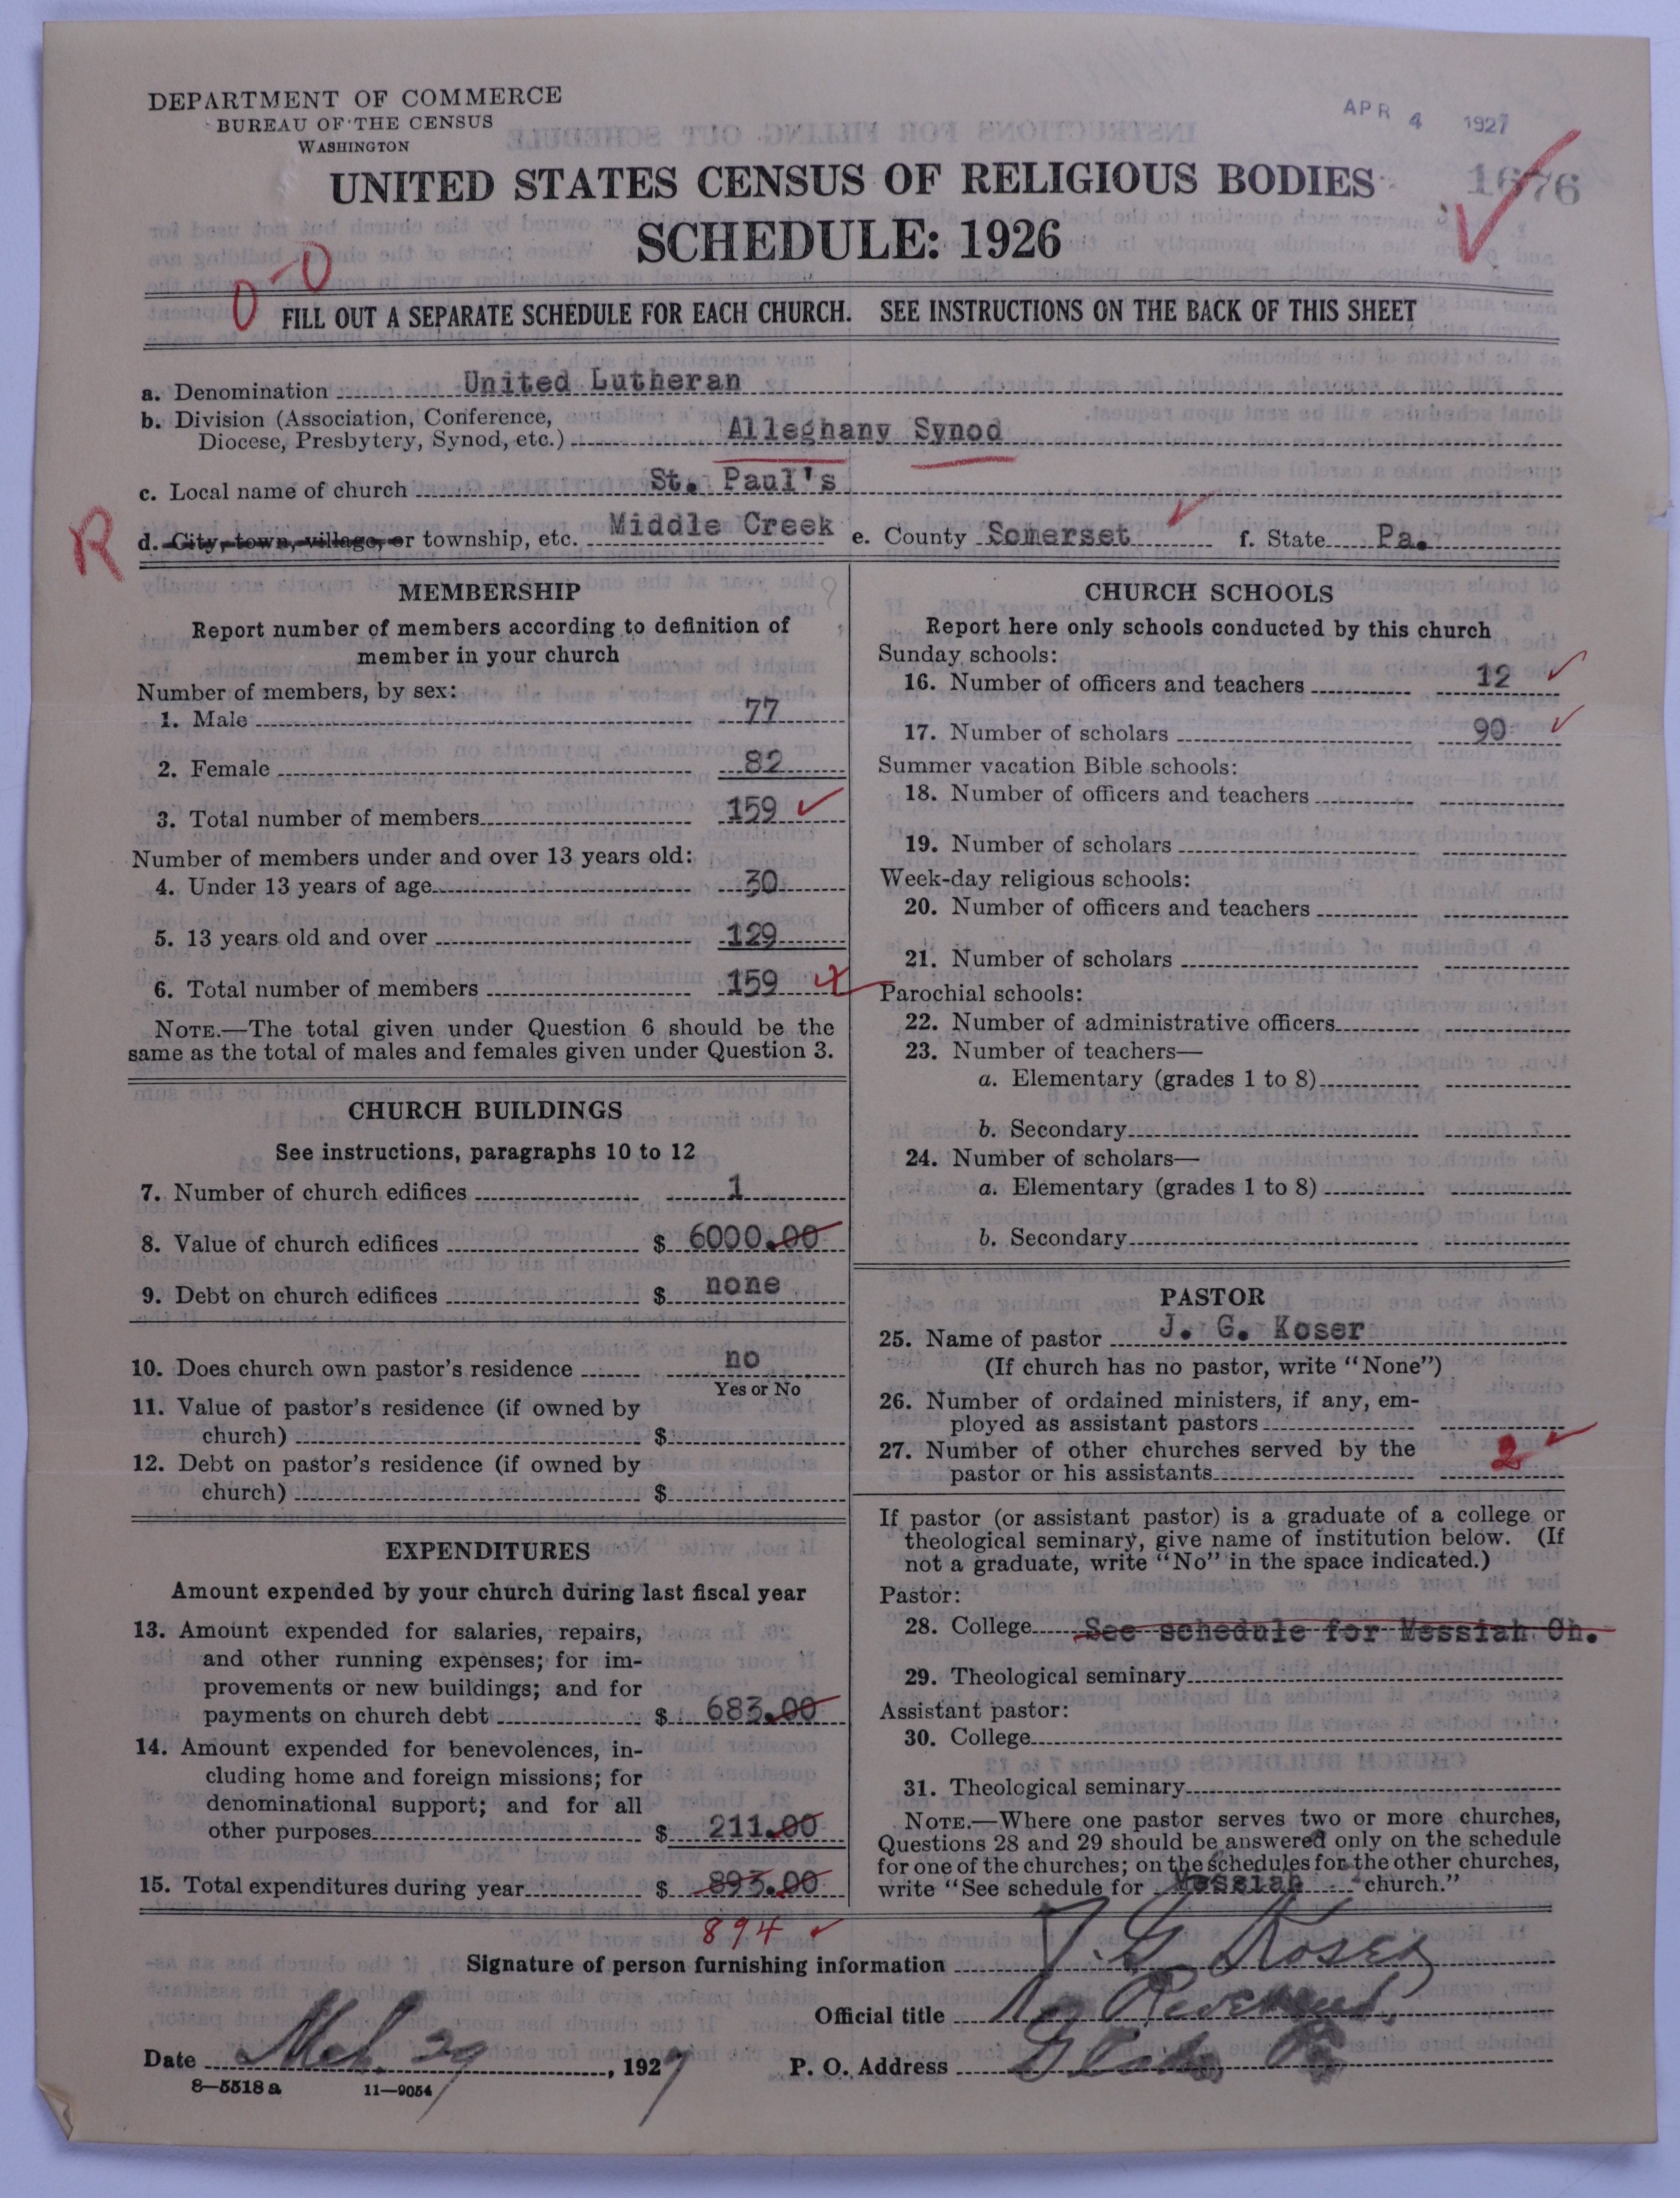 DEPARTMENT OF COMMERCE
BUREAU OF THE CENSUS
WASHINGTON
APR 4 1927
1676
UNITED STATES CENSUS OF RELIGIOUS BODIES
SCHEDULE: 1926
0-0
FILL OUT A SEPARATE SCHEDULE FOR EACH CHURCH. SEE INSTRUCTIONS ON THE BACK OF THIS SHEET
a. Denomination United Lutheran
b. Division (Association, Conference,
Diocese, Presbytery, Synod, etc.) Alleghany Synod
c. Local name of church St. Paul's
R
d. City, town, village, or township, etc. Middle Creek e. County Somerset f. State Pa.
MEMBERSHIP
Report number of members according to definition of
member in your church
Number of members, by sex:
1. Male 77
2. Female 82
3. Total number of members 159
Number of members under and over 13 years old:
4. Under 13 years of age 30
5. 13 years old and over 129
6. Total number of members 159
NOTE.—The total given under Question 6 should be the
same as the total of males and females given under Question 3.
CHURCH BUILDINGS
See instructions, paragraphs 10 to 12
7. Number of church edifices 1
8. Value of church edifices $ 6000.00
9. Debt on church edifices $ none
10. Does church own pastor's residence no
Yes or No
11. Value of pastor's residence (if owned by
church) $
12. Debt on pastor's residence (if owned by
church) $
EXPENDITURES
Amount expended by your church during last fiscal year
13. Amount expended for salaries, repairs,
and other running expenses; for im-
provements or new buildings; and for
payments on church debt $ 683.00
14. Amount expended for benevolences, in-
cluding home and foreign missions; for
denominational support; and for all
other purposes $ 211.00
15. Total expenditures during year $ 893.00
894
CHURCH SCHOOLS
Report here only schools conducted by this church
Sunday schools:
16. Number of officers and teachers 12
17. Number of scholars 90
Summer vacation Bible schools:
18. Number of officers and teachers
19. Number of scholars
Week-day religious schools:
20. Number of officers and teachers
21. Number of scholars
Parochial schools:
22. Number of administrative officers
23. Number of teachers—
a. Elementary (grades 1 to 8)
b. Secondary
24. Number of scholars—
a. Elementary (grades 1 to 8)
b. Secondary
PASTOR
25. Name of pastor J. G. Koser
(If church has no pastor, write "None")
26. Number of ordained ministers, if any, em-
ployed as assistant pastors
27. Number of other churches served by the
pastor or his assistants 2
If pastor (or assistant pastor) is a graduate of a college or
theological seminary, give name of institution below. (If
not a graduate, write "No" in the space indicated.)
Pastor:
28. College See schedule for Messiah Ch.
29. Theological seminary
Assistant pastor:
30. College
31. Theological seminary
NOTE.—Where one pastor serves two or more churches,
Questions 28 and 29 should be answered only on the schedule
for one of the churches; on the schedules for the other churches,
write "See schedule for Messiah church."
Signature of person furnishing information J. G. Koser
Official title Reverend.
Date Mch. 29, 1927 P. O. Address Pa
8—5518 a 11—9054